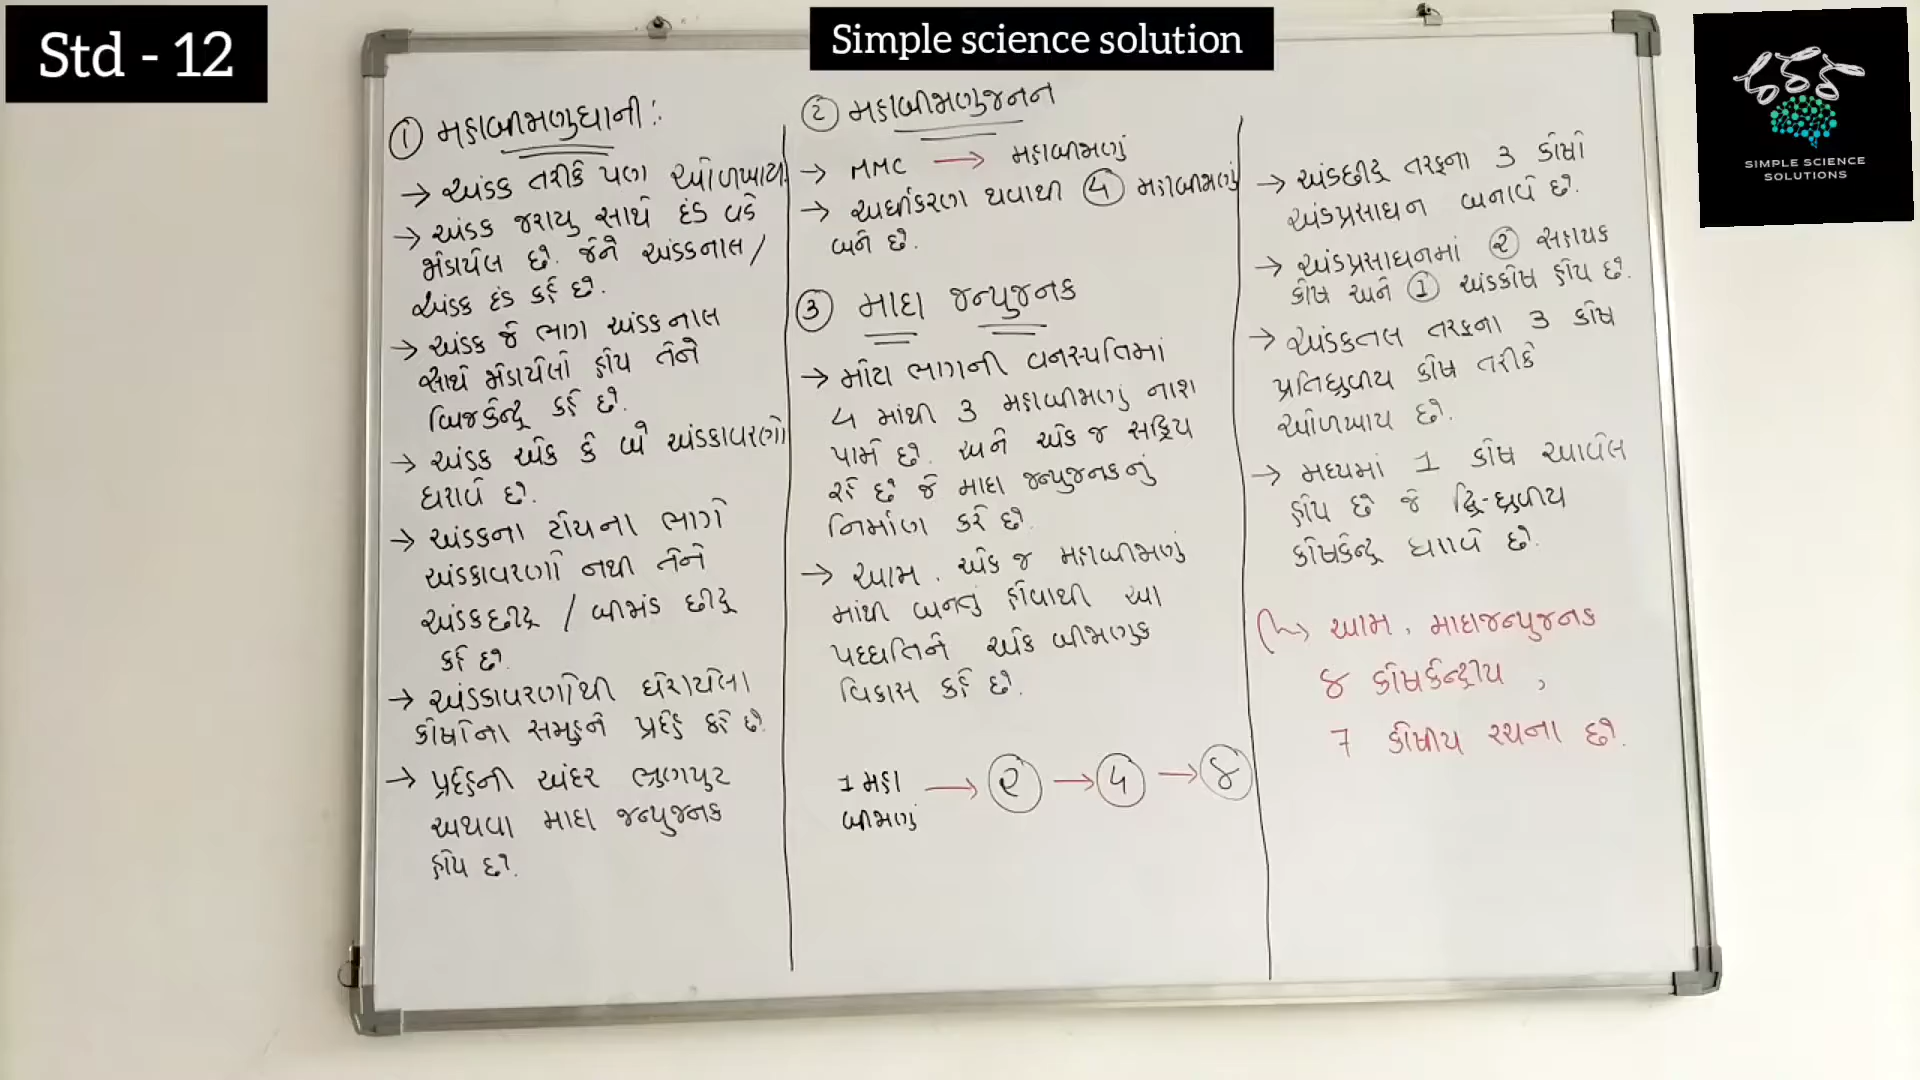 Std - 12
Simple science solution
SIMPLE SCIENCE
SOLUTIONS
① મહાબીજાણુધાની :
→ અંડક તરીકે પણ ઓળખાય.
→ અંડક જરાયુ સાથે દંડ વડે
જોડાયેલ છે. જેને અંડકનાલ /
અંડક દંડ કહે છે.
→ અંડક જે ભાગ અંડકનાલ
સાથે જોડાયેલો હોય તેને
બિજકેન્દ્ર કહે છે.
→ અંડક એક કે બે અંડકાવરણો
ધરાવે છે.
→ અંડકના ટોચના ભાગે
અંડકાવરણો નથી તેને
અંડકછીદ્ર / બીજાંડ છીદ્ર
કહે છે.
→ અંડકાવરણોથી ઘેરાયેલા
કોષોના સમુહને પ્રદેહ કહે છે.
→ પ્રદેહની અંદર ભ્રુણપુટ
અથવા માદા જન્યુજનક
હોય છે.
② મહાબીજાણુજનન
→ MMC → મહાબીજાણું
→ અર્ધીકરણ થવાથી ④ મહાબીજાણું
બને છે.
③ માદા જન્યુજનક
→ મોટા ભાગની વનસ્પતિમાં
4 માંથી 3 મહાબીજાણું નાશ
પામે છે. અને એક જ સક્રિય
રહે છે જે માદા જન્યુજનકનું
નિર્માણ કરે છે.
→ આમ, એક જ મહાબીજાણું
માંથી બનતું હોવાથી આ
પધ્ધતિને એક બીજાણુક
વિકાસ કહે છે.
1 મહા → ૨ → 4 → ૪
બીજાણું
→ અંડછીદ્ર તરફના 3 કોષો
અંડપ્રસાધન બનાવે છે.
→ અંડપ્રસાધનમાં ② સહાયક
કોષ અને ① અંડકોષ હોય છે.
→ અંડકતલ તરફના 3 કોષ
પ્રતિધ્રુવીય કોષ તરીકે
ઓળખાય છે.
→ મધ્યમાં 1 કોષ આવેલ
હોય છે જે દ્વિ-ધ્રુવીય
કોષકેન્દ્ર ધરાવે છે.
→ આમ, માદાજન્યુજનક
8 કોષકેન્દ્રીય ,
7 કોષીય રચના છે.